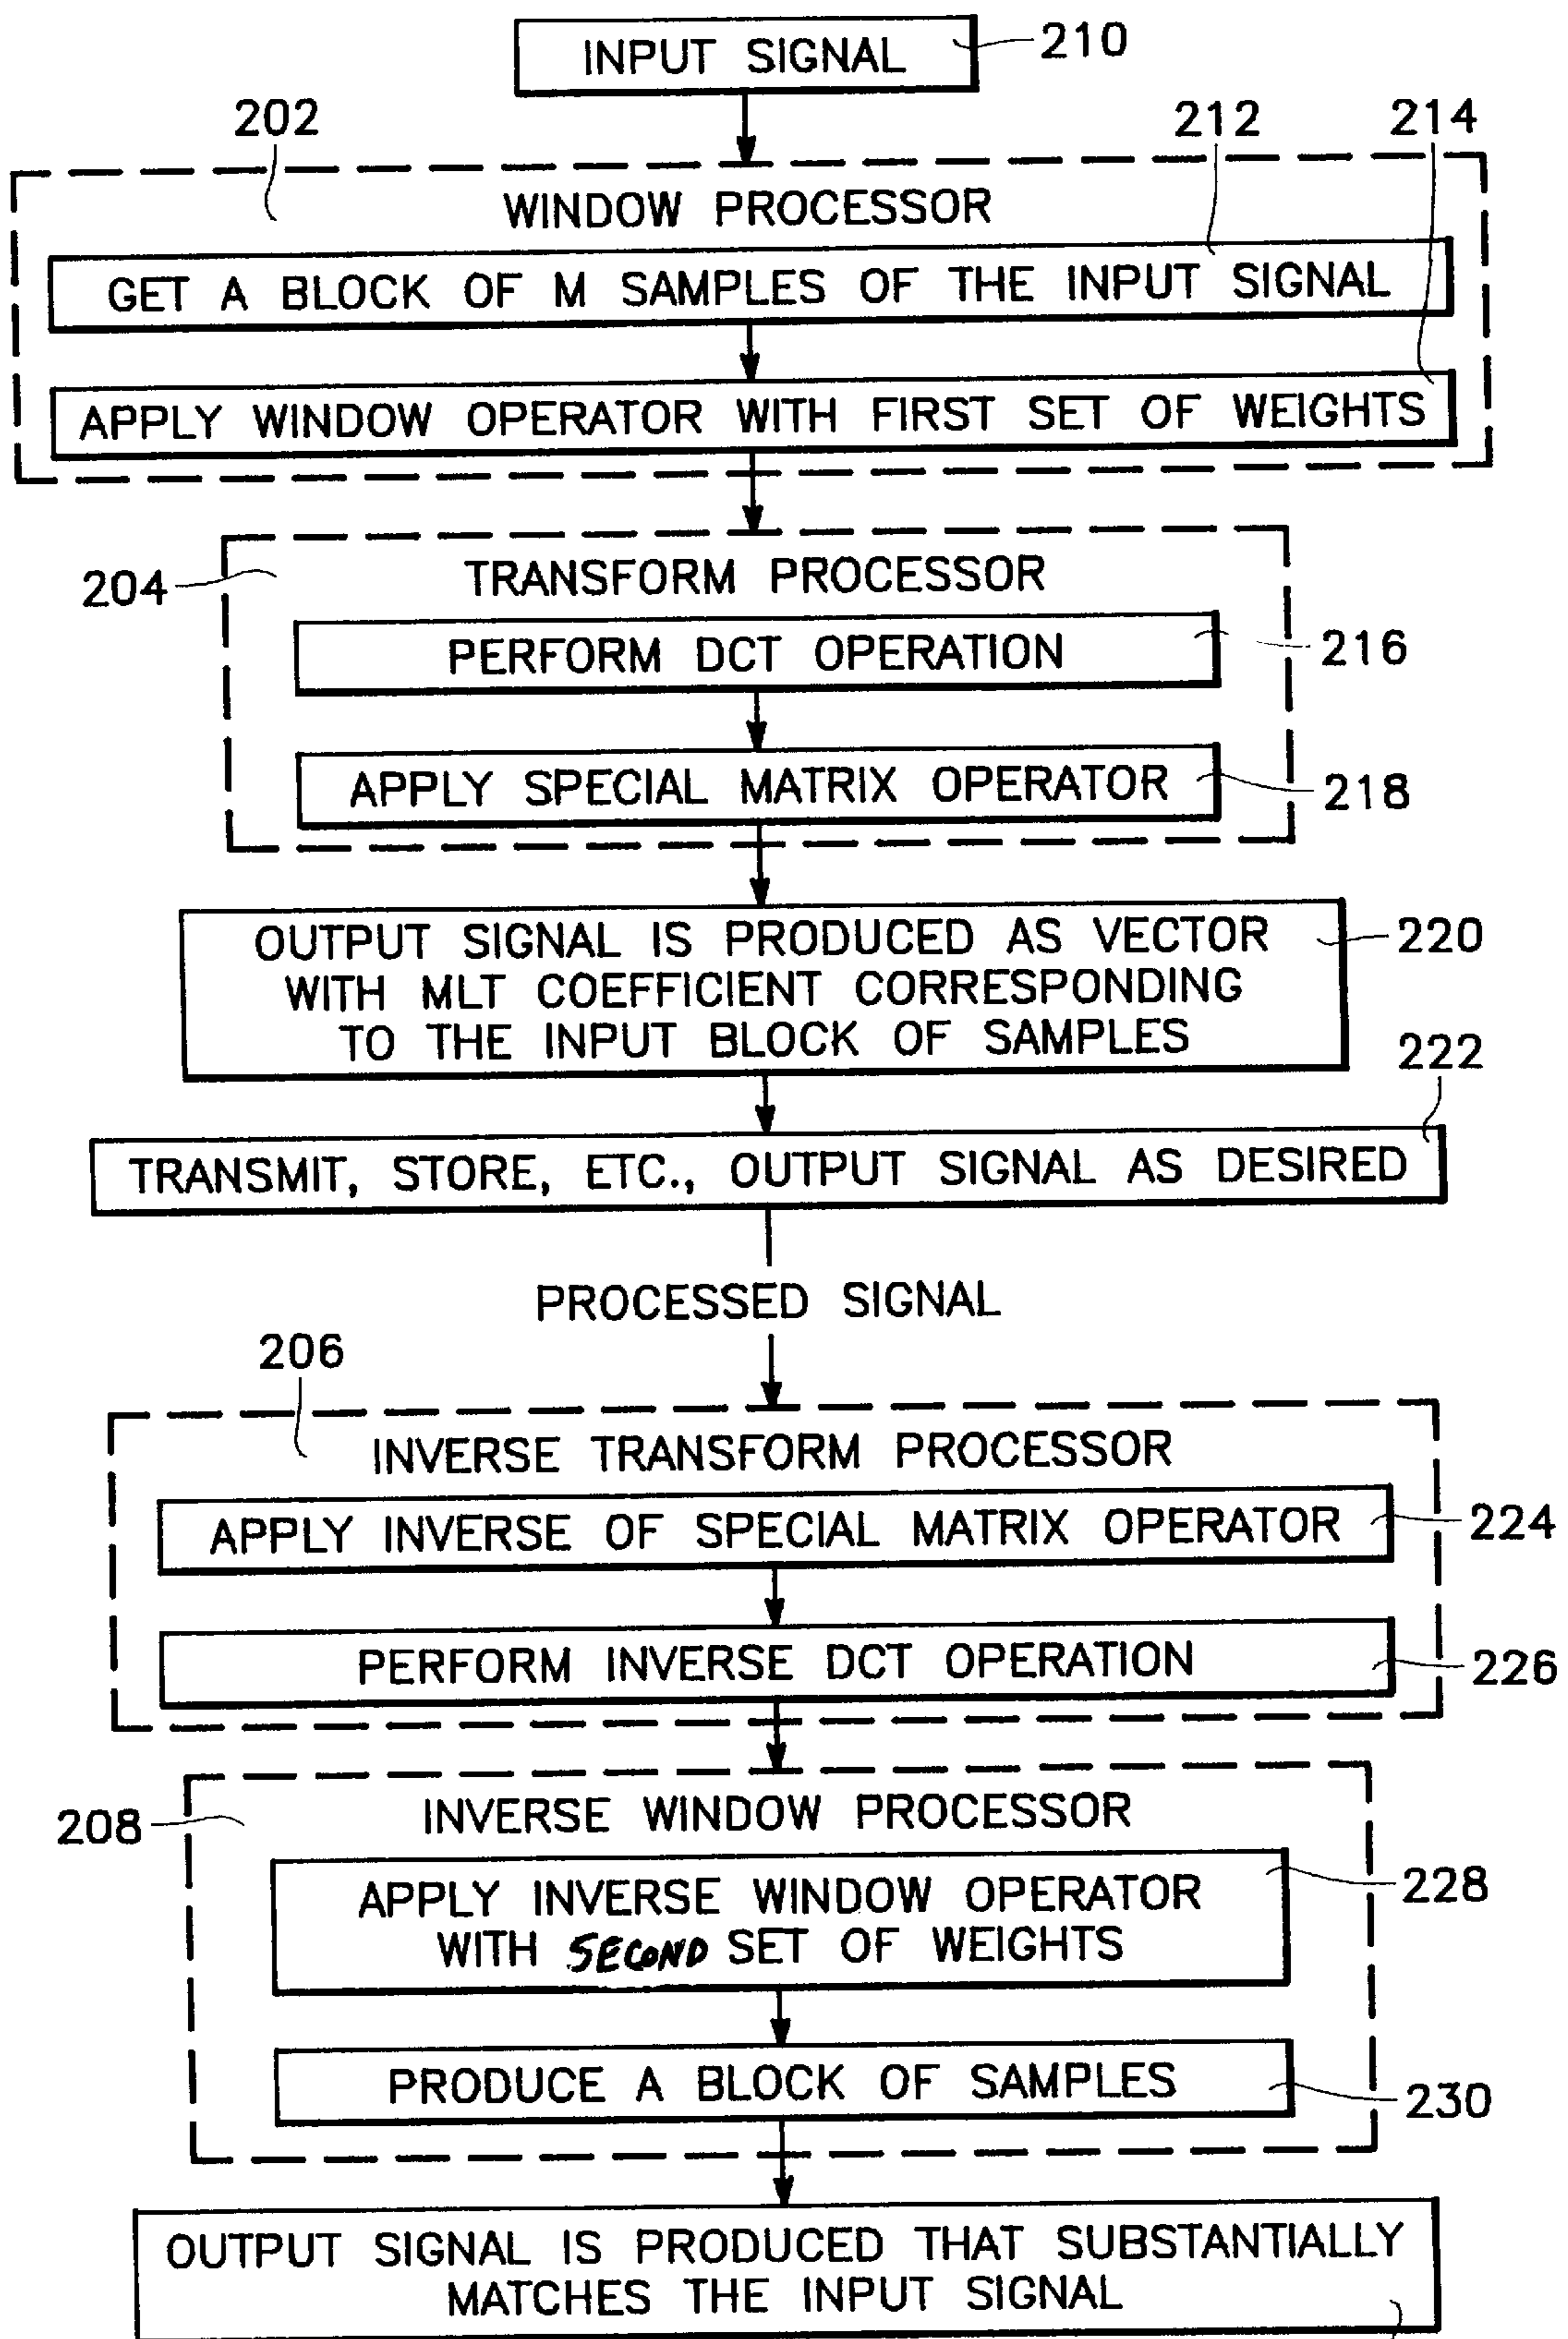 INPUT SIGNAL
210
202
212
214
WINDOW PROCESSOR
GET A BLOCK OF M SAMPLES OF THE INPUT SIGNAL
APPLY WINDOW OPERATOR WITH FIRST SET OF WEIGHTS
204
TRANSFORM PROCESSOR
PERFORM DCT OPERATION
216
APPLY SPECIAL MATRIX OPERATOR
218
OUTPUT SIGNAL IS PRODUCED AS VECTOR
WITH MLT COEFFICIENT CORRESPONDING
TO THE INPUT BLOCK OF SAMPLES
220
222
TRANSMIT, STORE, ETC., OUTPUT SIGNAL AS DESIRED
PROCESSED SIGNAL
206
INVERSE TRANSFORM PROCESSOR
APPLY INVERSE OF SPECIAL MATRIX OPERATOR
224
PERFORM INVERSE DCT OPERATION
226
208
INVERSE WINDOW PROCESSOR
APPLY INVERSE WINDOW OPERATOR
WITH SECOND SET OF WEIGHTS
228
PRODUCE A BLOCK OF SAMPLES
230
OUTPUT SIGNAL IS PRODUCED THAT SUBSTANTIALLY
MATCHES THE INPUT SIGNAL